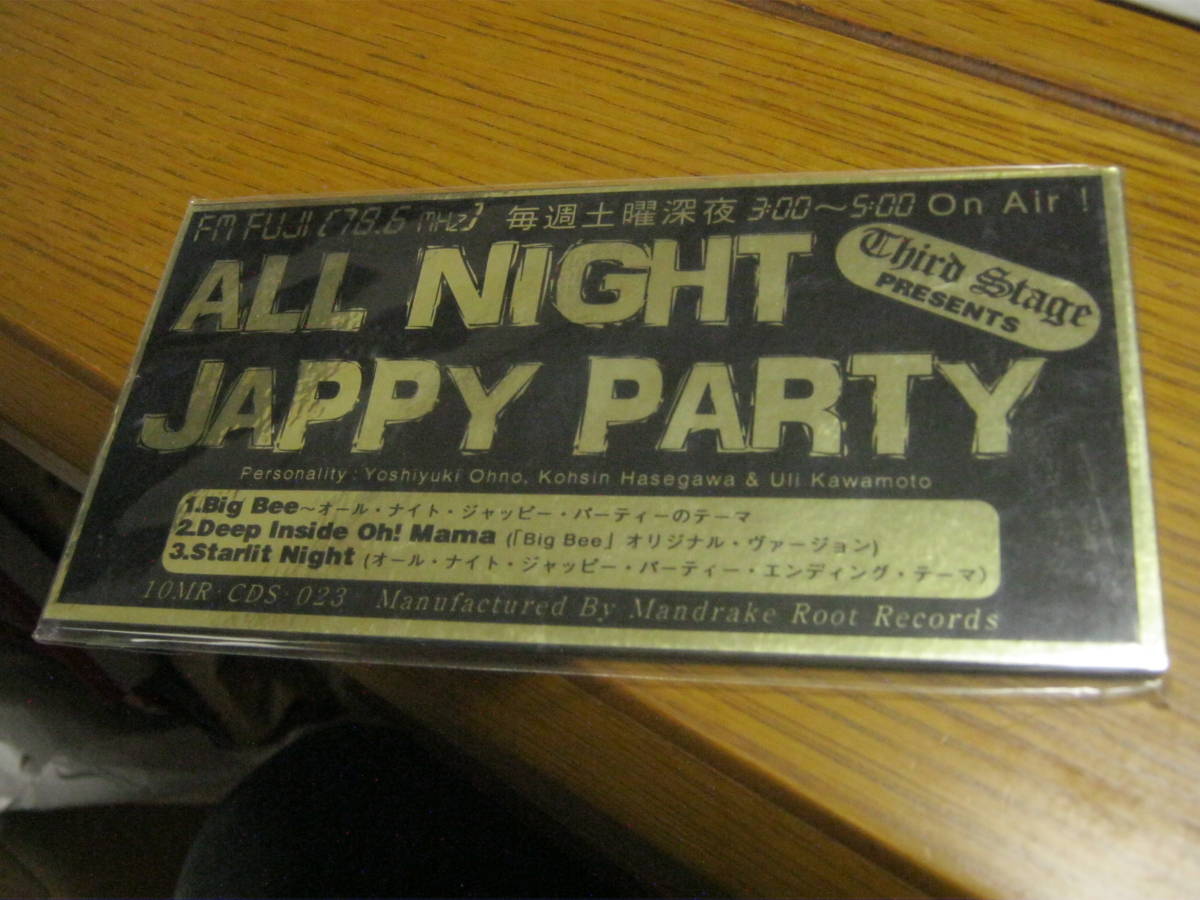 FM FUJI [78.6 MHz] 毎週土曜深夜 3:00～5:00 On Air !
ALL NIGHT
Third Stage
PRESENTS
JAPPY PARTY
Personality : Yoshiyuki Ohno, Kohsin Hasegawa & Uli Kawamoto
1.Big Bee～オール・ナイト・ジャッピー・パーティーのテーマ
2.Deep Inside Oh! Mama (「Big Bee」オリジナル・ヴァージョン)
3.Starlit Night (オール・ナイト・ジャッピー・パーティー・エンディング・テーマ)
10MR・CDS・023 Manufactured By Mandrake Root Records